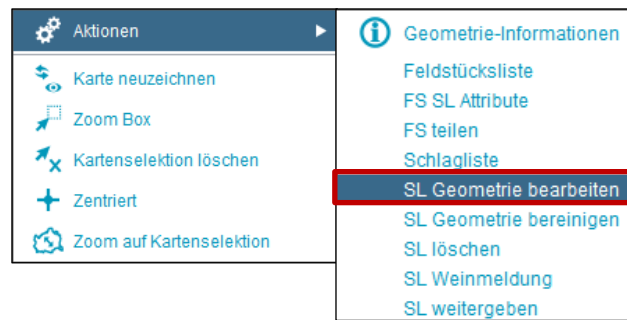 Aktionen
Karte neuzeichnen
Zoom Box
Kartenselektion löschen
Zentriert
Zoom auf Kartenselektion
Geometrie-Informationen
Feldstücksliste
FS SL Attribute
FS teilen
Schlagliste
SL Geometrie bearbeiten
SL Geometrie bereinigen
SL löschen
SL Weinmeldung
SL weitergeben